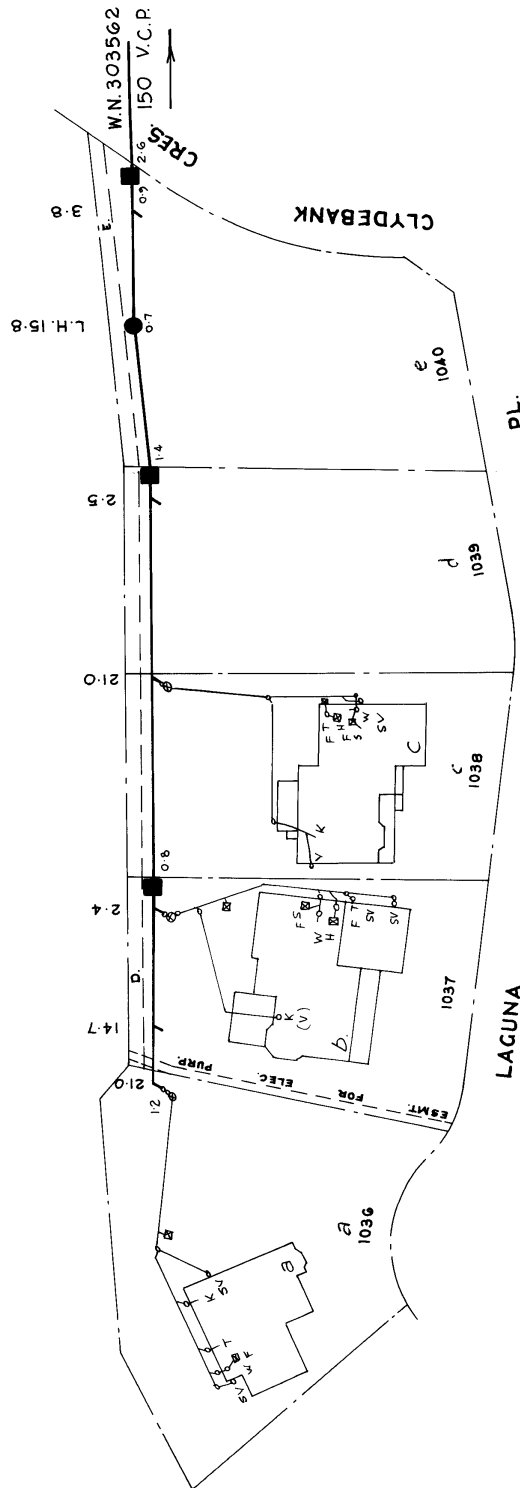 W.N. 303562
150 V.C.P.
CRES.
2·6
0·9
3·8
E.
CLYDEBANK
L.H. 15·8
0·7
e
1040
1·4
2·5
PL.
d
1039
21·0
F T
H
F
S
W
SV
C
c
1038
K
V
0·8
2·4
F S
W
H
F T
SV
SV
D.
K
(V)
b.
1037
14·7
LAGUNA
21·0
1·2
ESMT. FOR ELEC. PURP.
a
1036
a
K
SV
T
F
W
SV